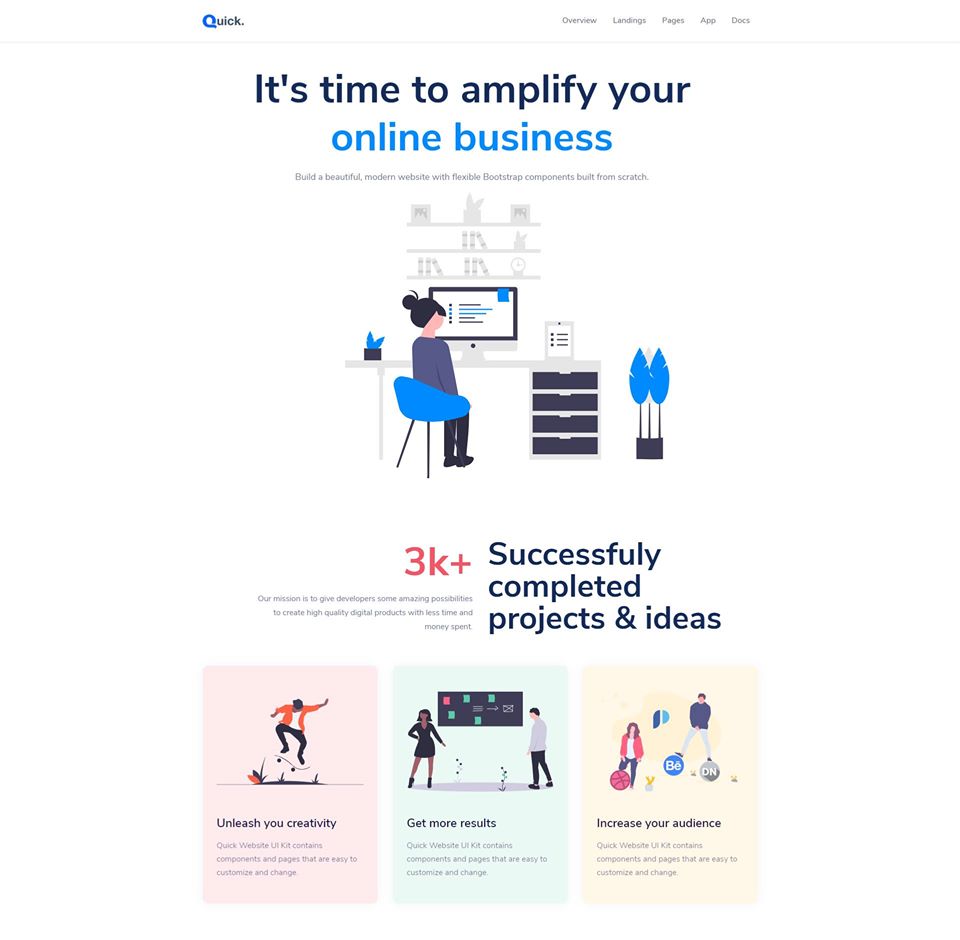 Quick.
Overview Landings Pages App Docs
It's time to amplify your
online business
Build a beautiful, modern website with flexible Bootstrap components built from scratch.
3k+
Our mission is to give developers some amazing possibilities
to create high quality digital products with less time and
money spent.
Successfuly
completed
projects & ideas
Unleash you creativity
Quick Website UI Kit contains
components and pages that are easy to
customize and change.
Get more results
Quick Website UI Kit contains
components and pages that are easy to
customize and change.
Bē
DN
Increase your audience
Quick Website UI Kit contains
components and pages that are easy to
customize and change.